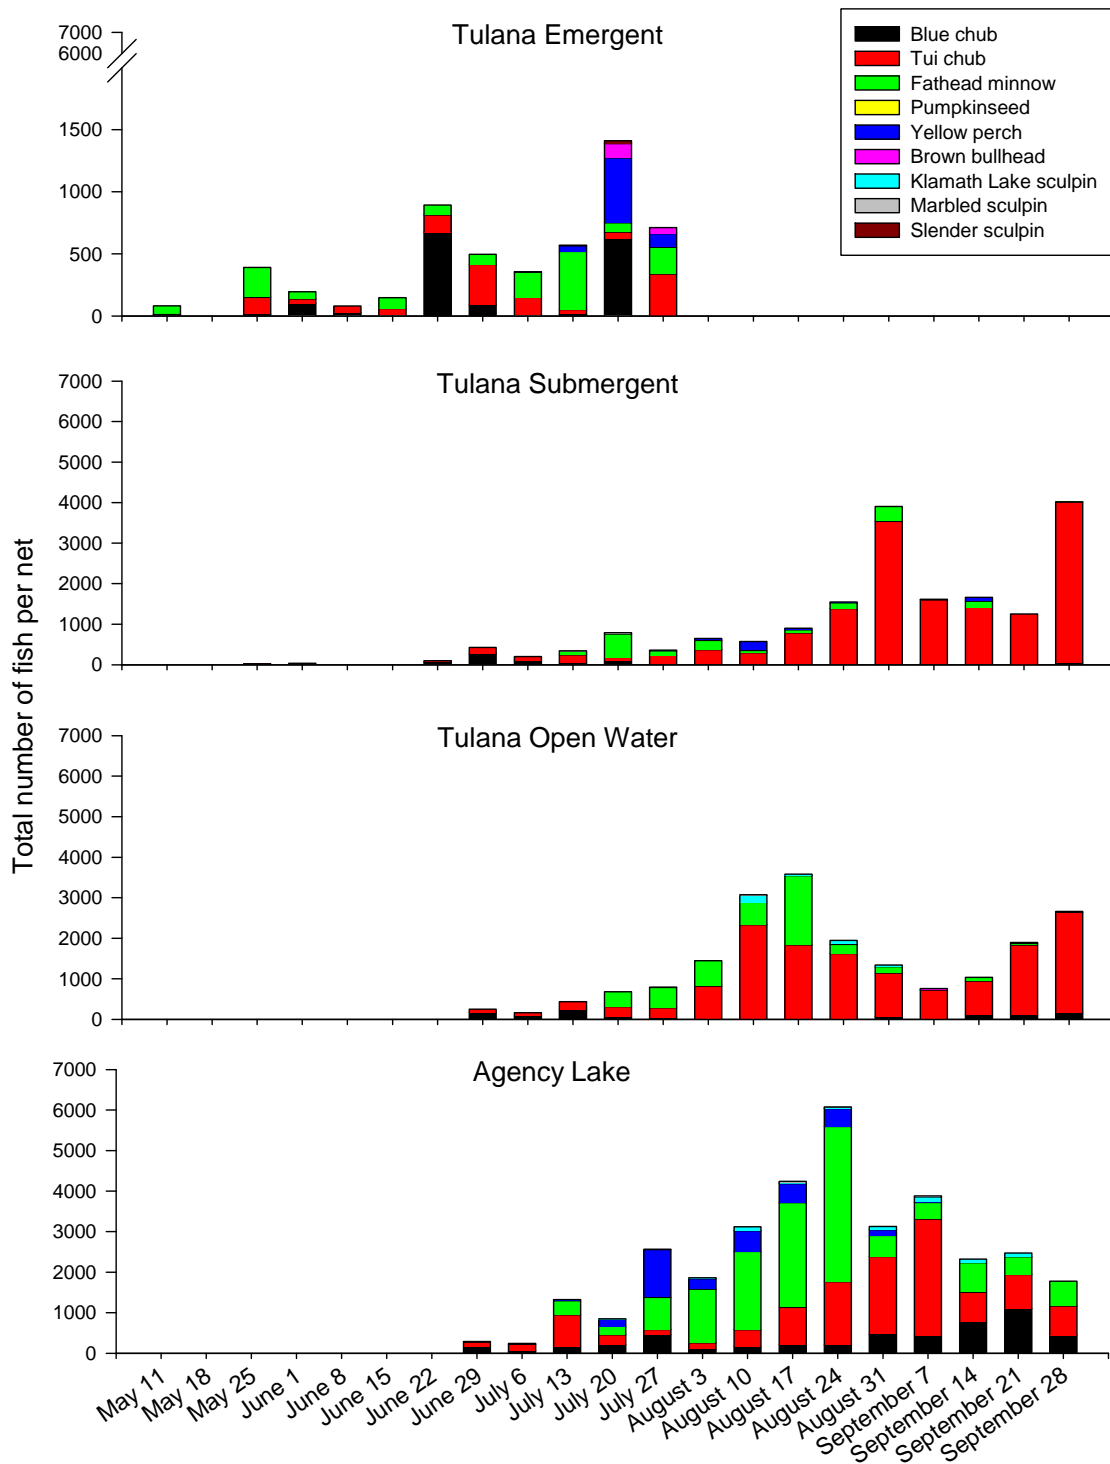 Tulana Emergent
7000
6000
1500
1000
500
0
Blue chub
Tui chub
Fathead minnow
Pumpkinseed
Yellow perch
Brown bullhead
Klamath Lake sculpin
Marbled sculpin
Slender sculpin
Total number of fish per net
Tulana Submergent
7000
6000
5000
4000
3000
2000
1000
0
Tulana Open Water
7000
6000
5000
4000
3000
2000
1000
0
Agency Lake
7000
6000
5000
4000
3000
2000
1000
0
May 11
May 18
May 25
June 1
June 8
June 15
June 22
June 29
July 6
July 13
July 20
July 27
August 3
August 10
August 17
August 24
August 31
September 7
September 14
September 21
September 28